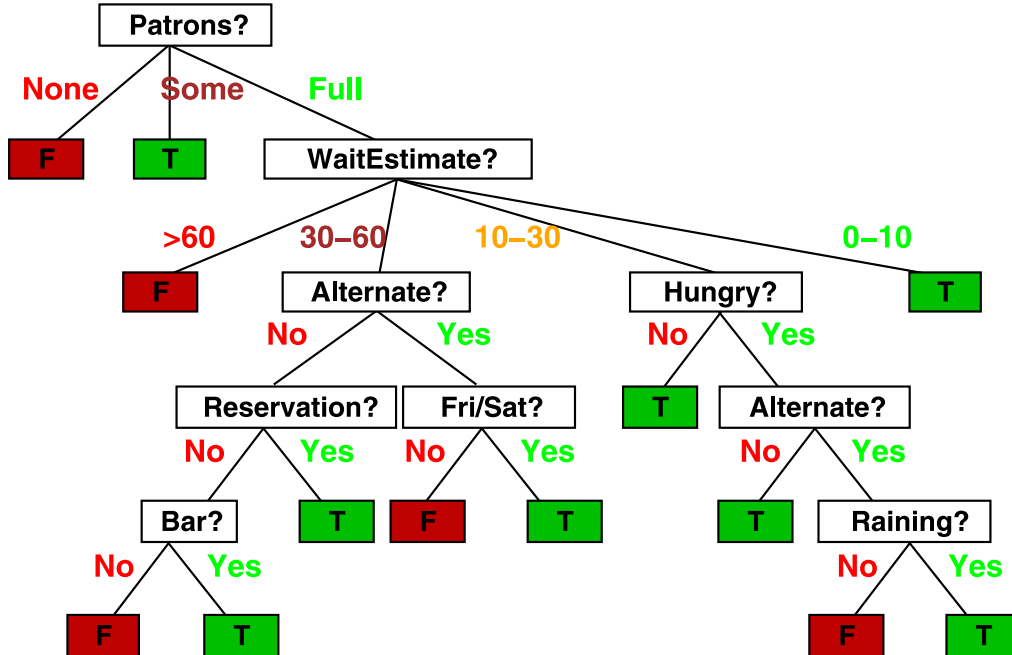 Patrons?
None Some Full
F T WaitEstimate?
>60 30–60 10–30 0–10
F Alternate? Hungry? T
No Yes No Yes
Reservation? Fri/Sat? T Alternate?
No Yes No Yes No Yes
Bar? T F T T Raining?
No Yes No Yes
F T F T